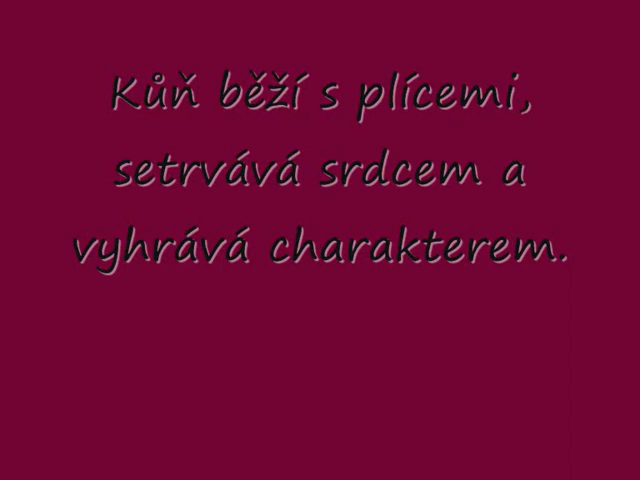 Kůň běží s plícemi,
setrvává srdcem a
vyhrává charakterem.